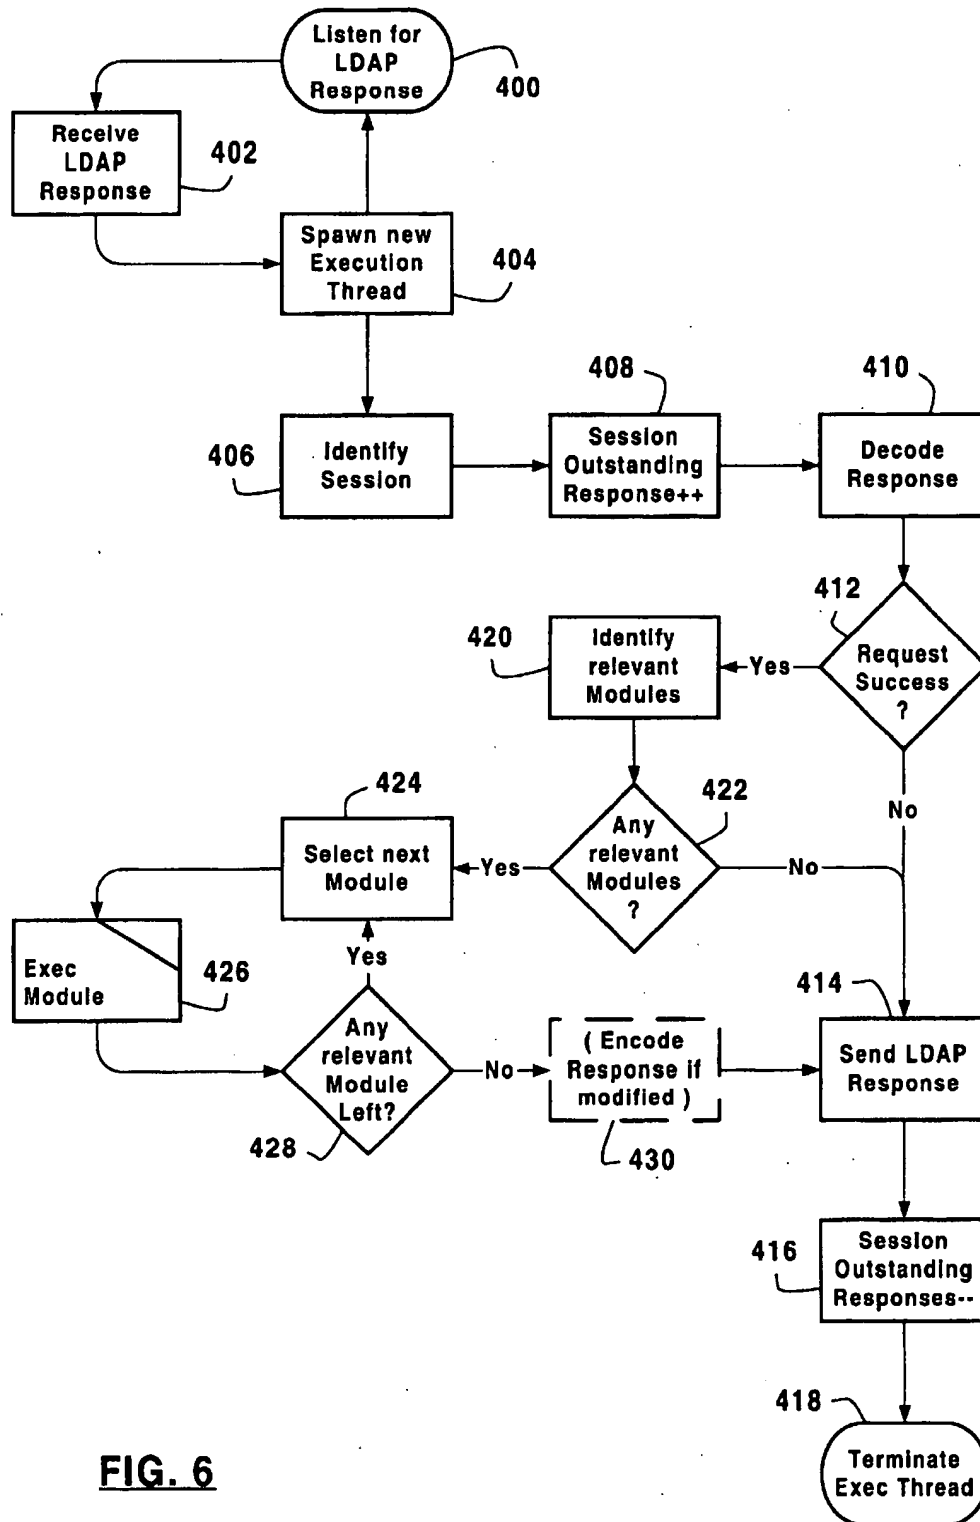 Listen for
LDAP
Response
400
Receive
LDAP
Response
402
Spawn new
Execution
Thread
404
406
Identify
Session
408
Session
Outstanding
Response++
410
Decode
Response
412
Request
Success
?
Yes
No
420
Identify
relevant
Modules
422
Any
relevant
Modules
?
Yes
No
424
Select next
Module
Exec
Module
426
Yes
Any
relevant
Module
Left?
428
No
( Encode
Response if
modified )
430
414
Send LDAP
Response
416
Session
Outstanding
Responses--
418
Terminate
Exec Thread
FIG. 6